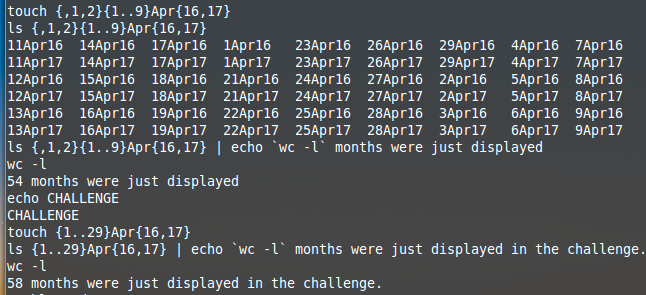 touch {,1,2}{1..9}Apr{16,17}
ls {,1,2}{1..9}Apr{16,17}
11Apr16 14Apr16 17Apr16 1Apr16 23Apr16 26Apr16 29Apr16 4Apr16 7Apr16
11Apr17 14Apr17 17Apr17 1Apr17 23Apr17 26Apr17 29Apr17 4Apr17 7Apr17
12Apr16 15Apr16 18Apr16 21Apr16 24Apr16 27Apr16 2Apr16 5Apr16 8Apr16
12Apr17 15Apr17 18Apr17 21Apr17 24Apr17 27Apr17 2Apr17 5Apr17 8Apr17
13Apr16 16Apr16 19Apr16 22Apr16 25Apr16 28Apr16 3Apr16 6Apr16 9Apr16
13Apr17 16Apr17 19Apr17 22Apr17 25Apr17 28Apr17 3Apr17 6Apr17 9Apr17
ls {,1,2}{1..9}Apr{16,17} | echo `wc -l` months were just displayed
wc -l
54 months were just displayed
echo CHALLENGE
CHALLENGE
touch {1..29}Apr{16,17}
ls {1..29}Apr{16,17} | echo `wc -l` months were just displayed in the challenge.
wc -l
58 months were just displayed in the challenge.